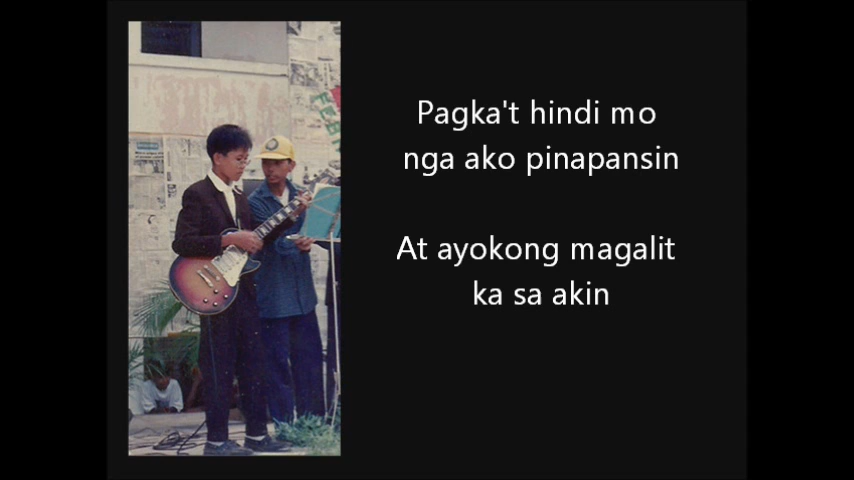 Pagka't hindi mo
nga ako pinapansin
At ayokong magalit
ka sa akin